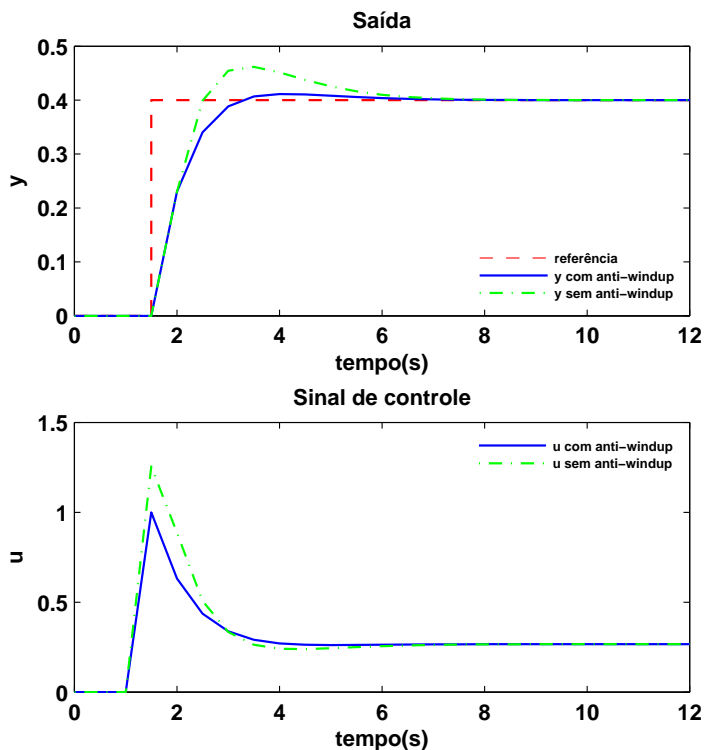 Saída
0.5
0.4
0.3
0.2
0.1
0
y
referência
y com anti−windup
y sem anti−windup
0 2 4 6 8 10 12
tempo(s)
Sinal de controle
1.5
1
0.5
0
u
u com anti−windup
u sem anti−windup
0 2 4 6 8 10 12
tempo(s)